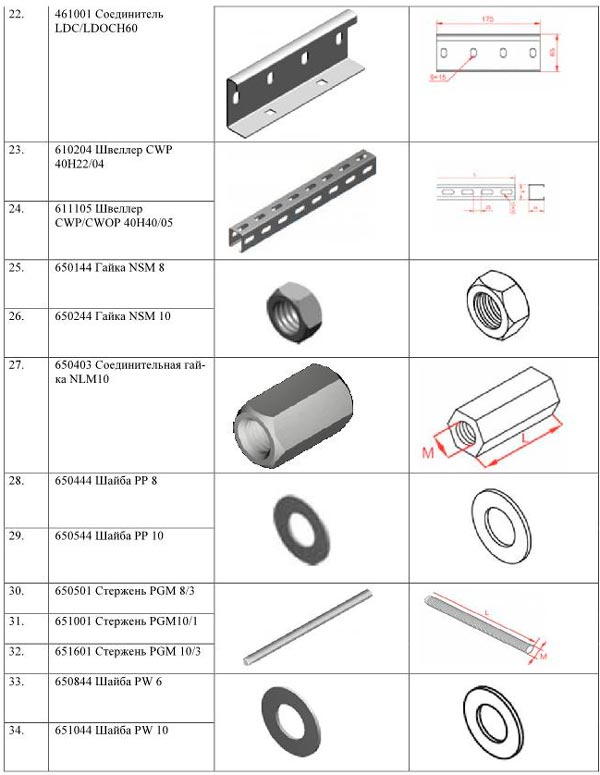 22. 461001 Соединитель
LDC/LDOCH60
170
65
9×15
23. 610204 Швеллер CWP
40H22/04
L
25
24. 611105 Швеллер
CWP/CWOP 40H40/05
25. 650144 Гайка NSM 8
26. 650244 Гайка NSM 10
27. 650403 Соединительная гай-
ка NLM10
M
L
28. 650444 Шайба PP 8
29. 650544 Шайба PP 10
30. 650501 Стержень PGM 8/3
31. 651001 Стержень PGM10/1
32. 651601 Стержень PGM 10/3
L
M
33. 650844 Шайба PW 6
34. 651044 Шайба PW 10